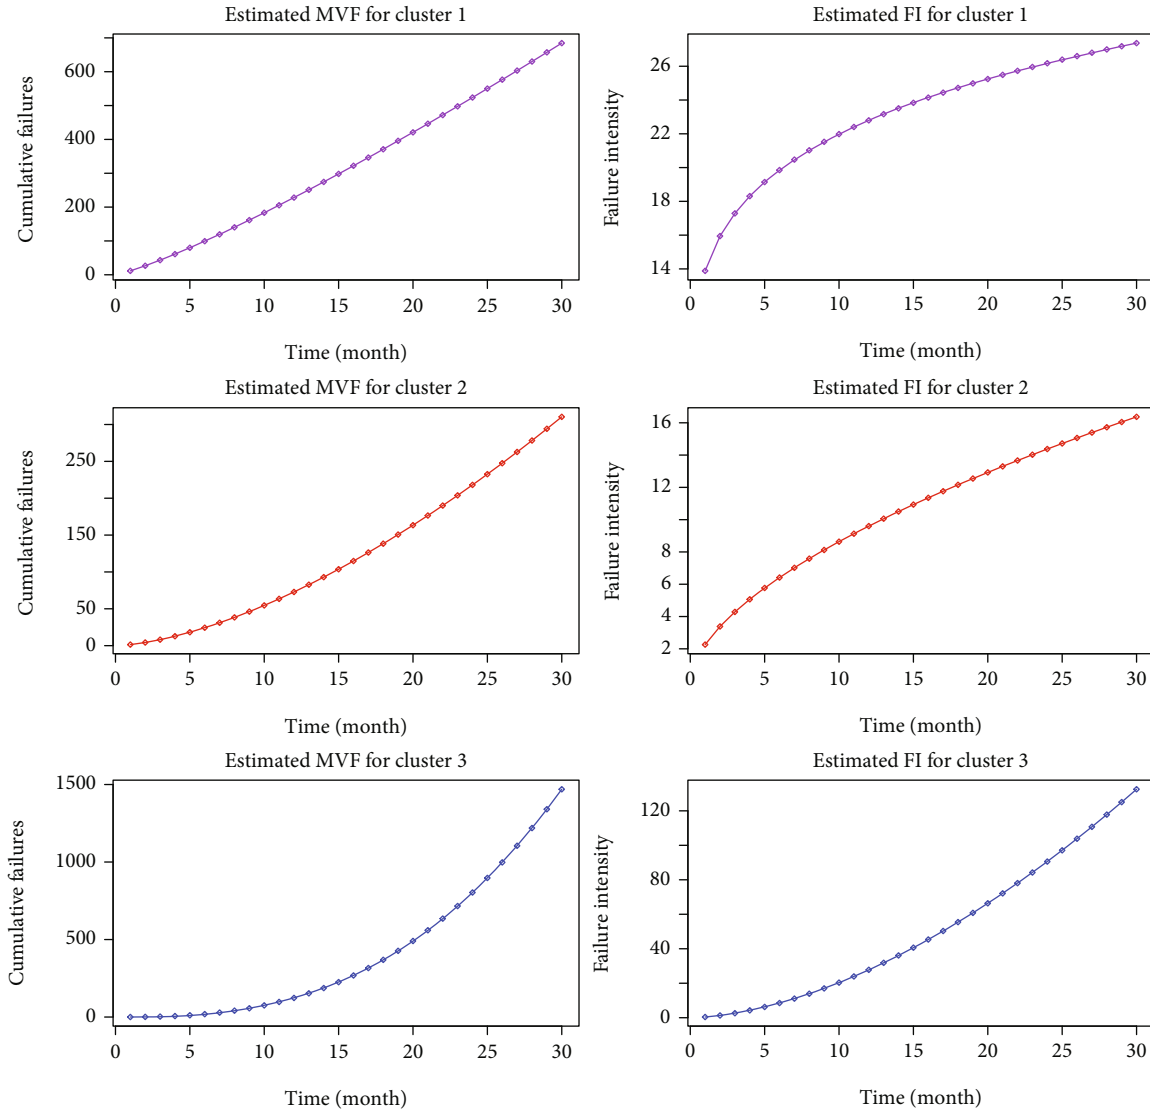 Estimated MVF for cluster 1
Cumulative failures
600
400
200
0
0 5 10 15 20 25 30
Time (month)
Estimated FI for cluster 1
Failure intensity
26
22
18
14
0 5 10 15 20 25 30
Time (month)
Estimated MVF for cluster 2
Cumulative failures
250
150
50
0
0 5 10 15 20 25 30
Time (month)
Estimated FI for cluster 2
Failure intensity
16
12
8
6
4
2
0 5 10 15 20 25 30
Time (month)
Estimated MVF for cluster 3
Cumulative failures
1500
1000
500
0
0 5 10 15 20 25 30
Time (month)
Estimated FI for cluster 3
Failure intensity
120
80
40
0
0 5 10 15 20 25 30
Time (month)